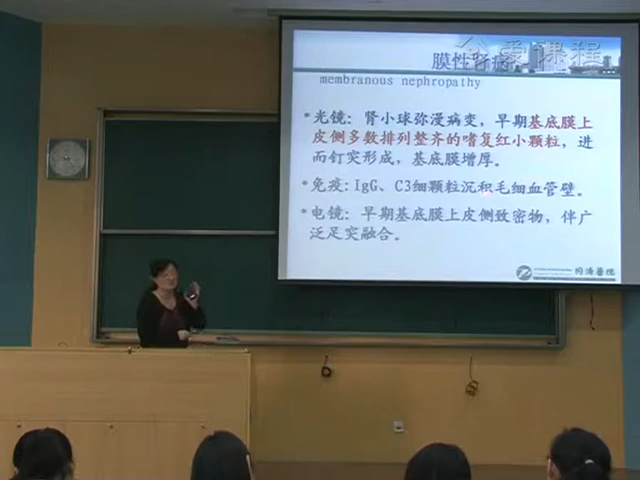 膜性肾病
membranous nephropathy
•光镜：肾小球弥漫病变，早期基底膜上
皮侧多数排列整齐的嗜复红小颗粒，进
而钉突形成，基底膜增厚。
•免疫：IgG、C3细颗粒沉积毛细血管壁。
•电镜：早期基底膜上皮侧致密物，伴广
泛足突融合。
同济医院